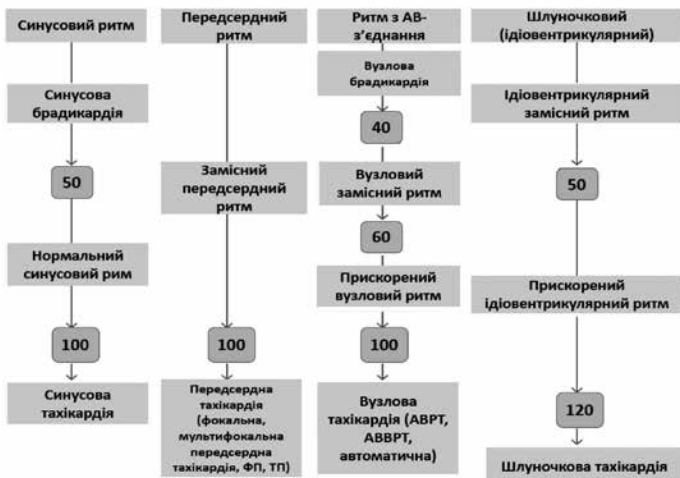 Синусовий ритм
Синусова
брадикардія
50
Нормальний
синусовий рим
100
Синусова
тахікардія
Передсердний
ритм
Замісний
передсердний
ритм
100
Передсердна
тахікардія
(фокальна,
мультифокальна
передсердна
тахікардія, ФП, ТП)
Ритм з АВ-
з’єднання
Вузлова
брадикардія
40
Вузловий
замісний ритм
60
Прискорений
вузловий ритм
100
Вузлова
тахікардія (АВРТ,
АВВРТ,
автоматична)
Шлуночковий
(ідіовентрикулярний)
Ідіовентрикулярний
замісний ритм
50
Прискорений
ідіовентрикулярний ритм
120
Шлуночкова тахікардія